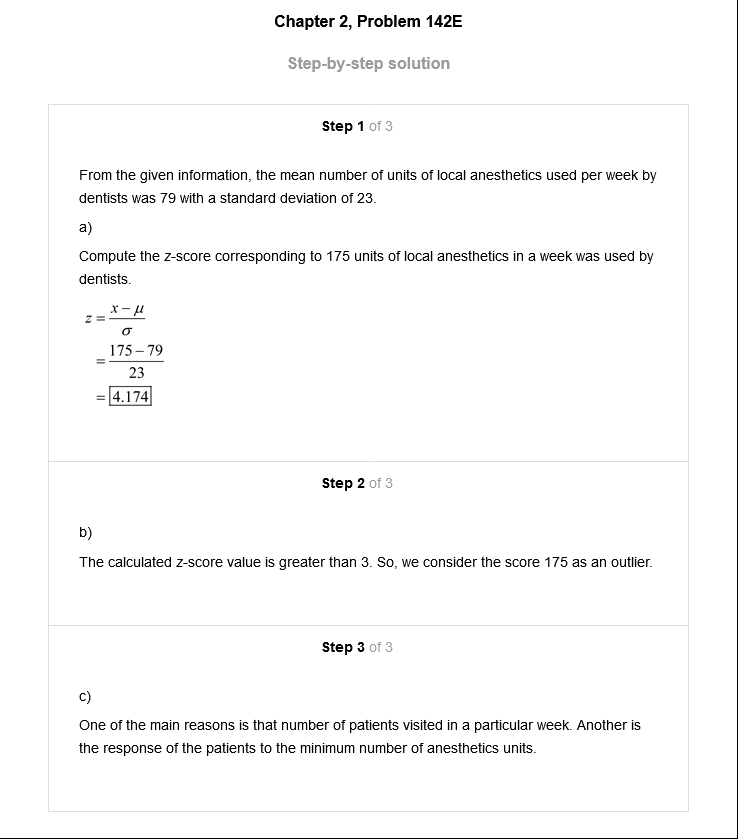 Chapter 2, Problem 142E
Step-by-step solution
Step 1 of 3
From the given information, the mean number of units of local anesthetics used per week by
dentists was 79 with a standard deviation of 23.
a)
Compute the z-score corresponding to 175 units of local anesthetics in a week was used by
dentists.
z = (x − μ) / σ
= (175 − 79) / 23
= 4.174
Step 2 of 3
b)
The calculated z-score value is greater than 3. So, we consider the score 175 as an outlier.
Step 3 of 3
c)
One of the main reasons is that number of patients visited in a particular week. Another is
the response of the patients to the minimum number of anesthetics units.